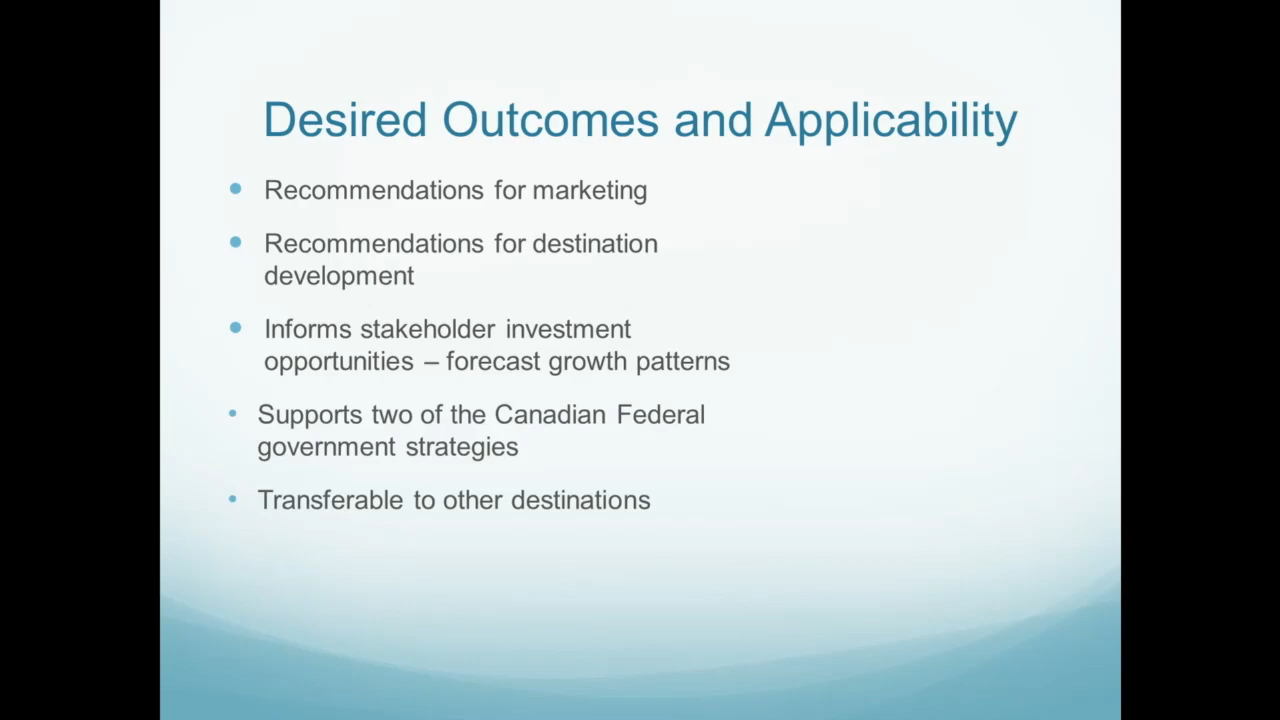 Desired Outcomes and Applicability
• Recommendations for marketing
• Recommendations for destination
development
• Informs stakeholder investment
opportunities – forecast growth patterns
• Supports two of the Canadian Federal
government strategies
• Transferable to other destinations